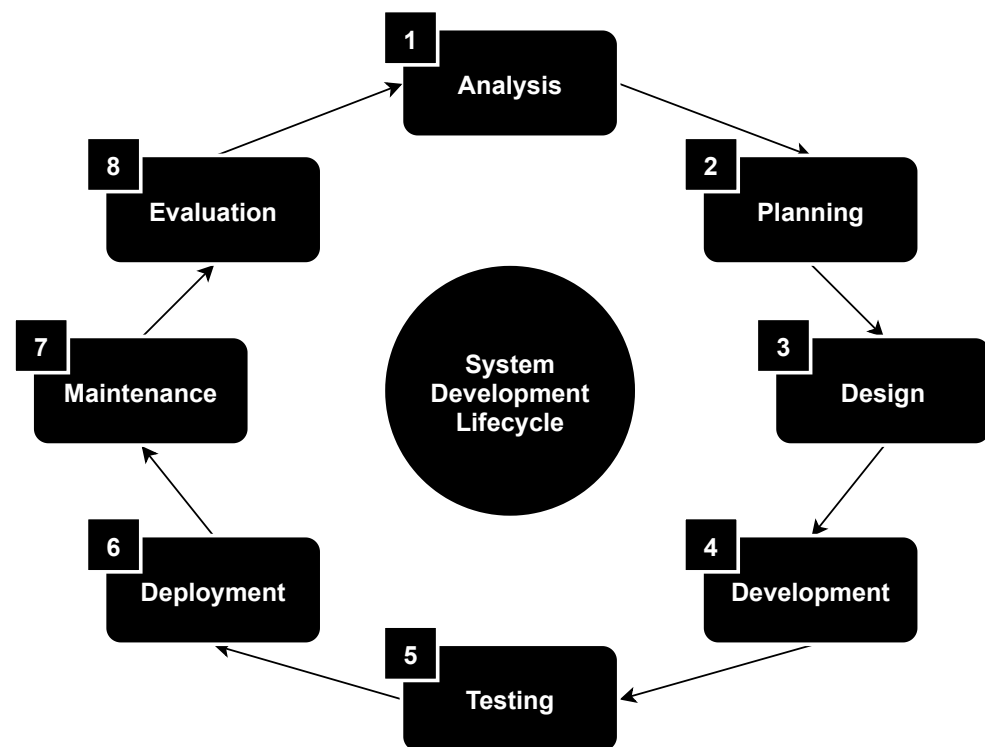 1
Analysis
2
Planning
3
Design
4
Development
5
Testing
6
Deployment
7
Maintenance
8
Evaluation
System
Development
Lifecycle